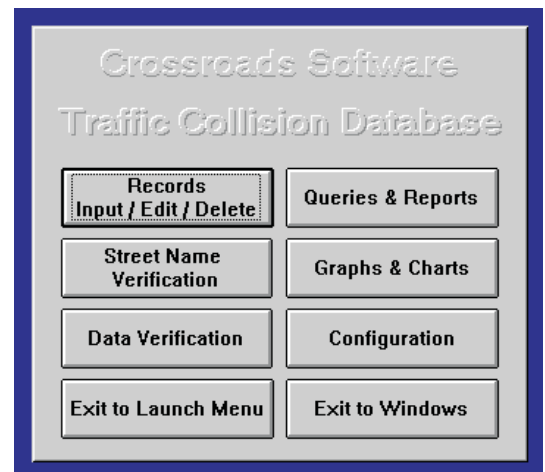 Crossroads Software
Traffic Collision Database
Records
Input / Edit / Delete
Queries & Reports
Street Name
Verification
Graphs & Charts
Data Verification
Configuration
Exit to Launch Menu
Exit to Windows